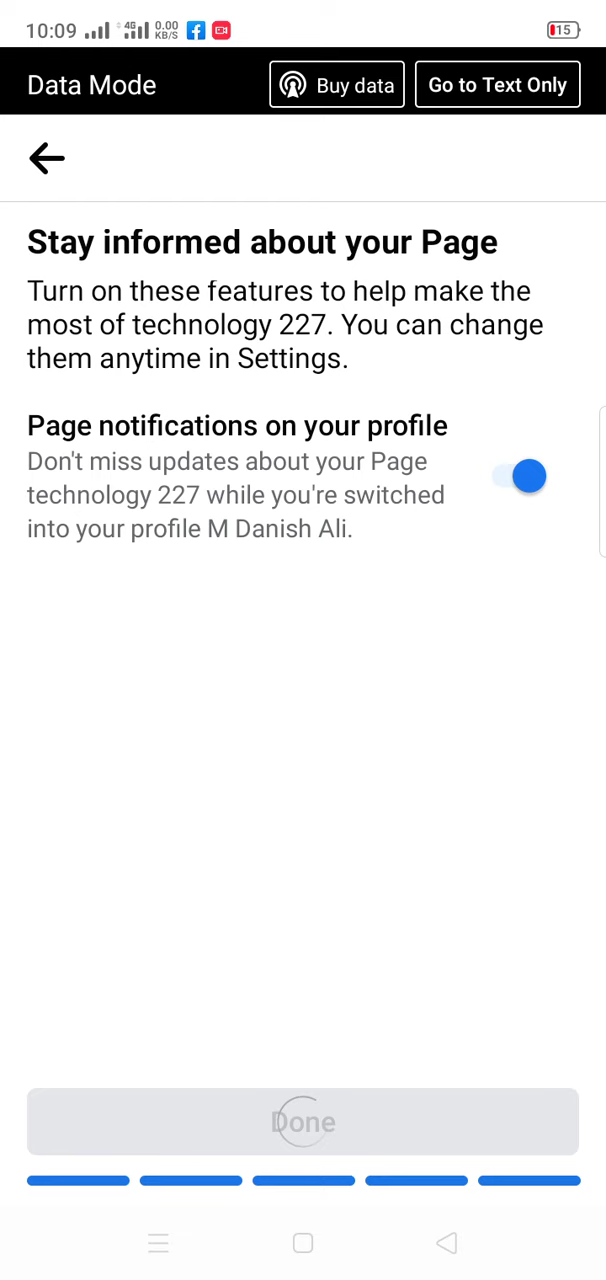 10:09 4G 0.00 KB/S 15
Data Mode Buy data Go to Text Only
Stay informed about your Page
Turn on these features to help make the
most of technology 227. You can change
them anytime in Settings.
Page notifications on your profile
Don't miss updates about your Page
technology 227 while you're switched
into your profile M Danish Ali.
Done